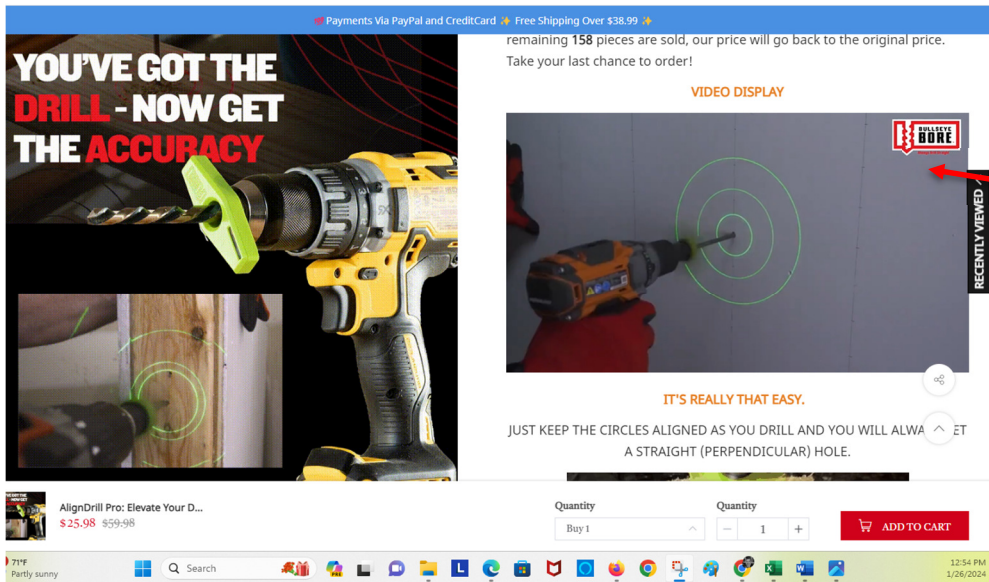 💯Payments Via PayPal and CreditCard ✨ Free Shipping Over $38.99 ✨
YOU'VE GOT THE
DRILL - NOW GET
THE ACCURACY
remaining 158 pieces are sold, our price will go back to the original price.
Take your last chance to order!
VIDEO DISPLAY
BULLSEYE
BORE
RECENTLY VIEWED
IT'S REALLY THAT EASY.
JUST KEEP THE CIRCLES ALIGNED AS YOU DRILL AND YOU WILL
A STRAIGHT (PERPENDICULAR) HOLE.
AlignDrill Pro: Elevate Your D...
$25.98 $59.98
Quantity
Buy 1
Quantity
− 1 +
ADD TO CART
71°F
Partly sunny
Search
12:54 PM
1/26/2024